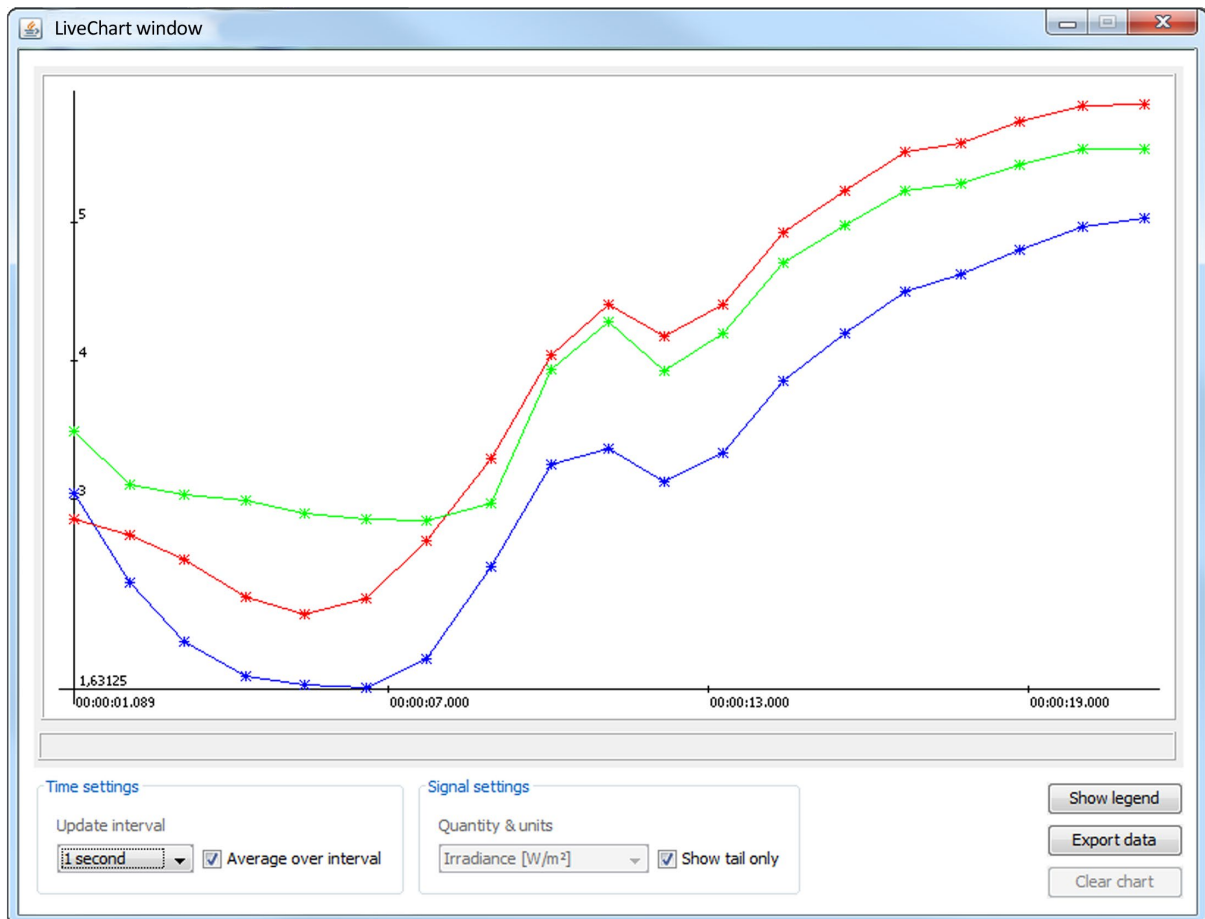 LiveChart window
5
4
3
1,63125
00:00:01.089 00:00:07.000 00:00:13.000 00:00:19.000
Time settings
Update interval
1 second Average over interval
Signal settings
Quantity & units
Irradiance [W/m²] Show tail only
Show legend
Export data
Clear chart